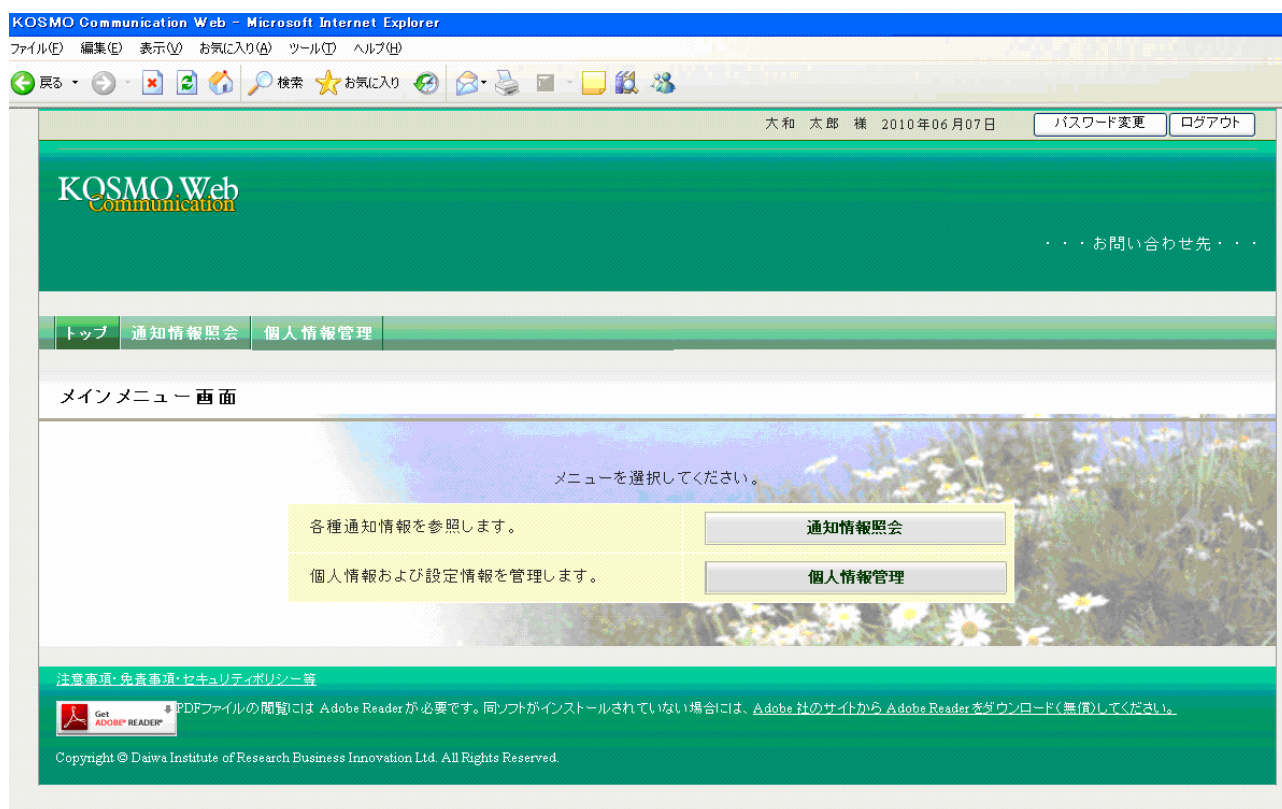 KOSMO Communication Web - Microsoft Internet Explorer
ファイル(F) 編集(E) 表示(V) お気に入り(A) ツール(T) ヘルプ(H)
戻る 検索 お気に入り
大和 太郎 様 2010年06月07日 パスワード変更 ログアウト
KOSMO Web
Communication
・・・お問い合わせ先・・・
トップ 通知情報照会 個人情報管理
メインメニュー画面
メニューを選択してください。
各種通知情報を参照します。 通知情報照会
個人情報および設定情報を管理します。 個人情報管理
注意事項・免責事項・セキュリティポリシー等
Get ADOBE® READER® PDFファイルの閲覧には Adobe Readerが必要です。同ソフトがインストールされていない場合には、Adobe 社のサイトから Adobe Reader をダウンロード(無償)してください。
Copyright © Daiwa Institute of Research Business Innovation Ltd. All Rights Reserved.